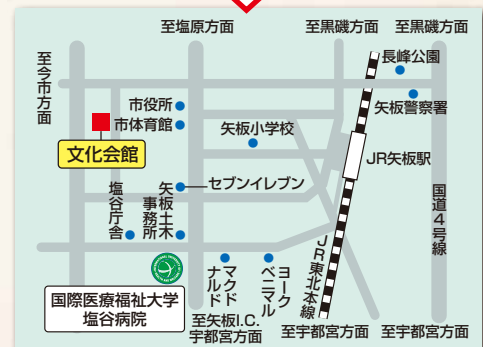 至塩原方面
至黒磯方面
至黒磯方面
至今市方面
長峰公園
市役所
矢板警察署
市体育館
矢板小学校
文化会館
JR矢板駅
セブンイレブン
塩谷庁舎
矢板土木
事務所
国道4号線
JR東北本線
マクド
ナルド
ヨーク
ベニマル
国際医療福祉大学
塩谷病院
至矢板I.C.
宇都宮方面
至宇都宮方面
至宇都宮方面